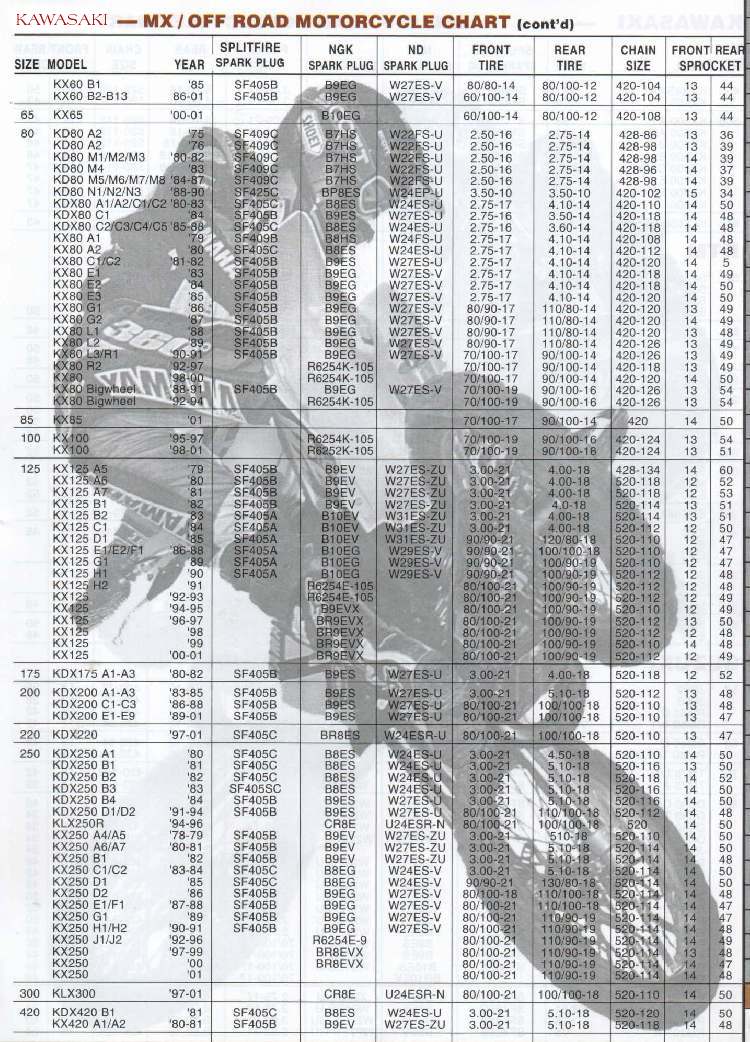 KAWASAKI — MX / OFF ROAD MOTORCYCLE CHART (cont'd)
SIZE MODEL YEAR SPLITFIRE SPARK PLUG NGK SPARK PLUG ND SPARK PLUG FRONT TIRE REAR TIRE CHAIN SIZE FRONT REAR SPROCKET
KX60 B1 '85 SF405B B9EG W27ES-V 80/80-14 80/100-12 420-104 13 44
KX60 B2-B13 86-01 SF405B B9EG W27ES-V 60/100-14 80/100-12 420-104 13 44
65 KX65 '00-01 B10EG 60/100-14 80/100-12 420-108 13 44
80 KD80 A2 '75 SF409C B7HS W22FS-U 2.50-16 2.75-14 428-86 13 36
KD80 A2 '76 SF409C B7HS W22FS-U 2.50-16 2.75-14 428-98 13 39
KD80 M1/M2/M3 '80-82 SF409C B7HS W22FS-U 2.50-16 2.75-14 428-98 14 39
KD80 M4 '83 SF409C B7HS W22FS-U 2.50-16 2.75-14 428-96 14 37
KD80 M5/M6/M7/M8 '84-87 SF409C B7HS W22FS-U 2.50-16 2.75-14 428-98 14 39
KD80 N1/N2/N3 '88-90 SF425C BP8ES W24EP-U 3.50-10 3.50-10 420-102 15 34
KDX80 A1/A2/C1/C2 '80-83 SF405C B8ES W24ES-U 2.75-17 4.10-14 420-110 14 50
KDX80 C1 '84 SF405B B9ES W27ES-U 2.75-16 3.50-14 420-118 14 48
KDX80 C2/C3/C4/C5 '85-88 SF405C B8ES W24ES-U 2.75-16 3.60-14 420-118 14 48
KX80 A1 '79 SF409B B8HS W24FS-U 2.75-17 4.10-14 420-108 14 48
KX80 A2 '80 SF405C B8ES W24ES-U 2.75-17 4.10-14 420-112 14 48
KX80 C1/C2 '81-82 SF405B B9ES W27ES-U 2.75-17 4.10-14 420-120 14 5
KX80 E1 '83 SF405B B9EG W27ES-V 2.75-17 4.10-14 420-118 14 49
KX80 E2 '84 SF405B B9EG W27ES-V 2.75-17 4.10-14 420-120 14 50
KX80 E3 '85 SF405B B9EG W27ES-V 2.75-17 4.10-14 420-120 14 50
KX80 G1 '86 SF405B B9EG W27ES-V 80/90-17 110/80-14 420-120 13 49
KX80 G2 '87 SF405B B9EG W27ES-V 80/90-17 110/80-14 420-120 13 49
KX80 L1 '88 SF405B B9EG W27ES-V 80/90-17 110/80-14 420-120 13 48
KX80 L2 '89 SF405B B9EG W27ES-V 80/90-17 110/90-14 420-126 13 49
KX80 L3/R1 '90-91 SF405B B9EG W27ES-V 70/100-17 90/100-14 420-126 13 49
KX80 R2 '92-97 R6254K-105 70/100-17 90/100-14 420-118 13 49
KX80 '98-00 R6254K-105 70/100-17 90/100-14 420-120 14 50
KX80 Bigwheel '88-91 SF405B B9EG W27ES-V 70/100-19 90/100-16 420-126 13 54
KX80 Bigwheel '92-94 R6254K-105 70/100-19 90/100-16 420-126 13 54
85 KX85 '01 70/100-17 90/100-14 420 14 50
100 KX100 '95-97 R6254K-105 70/100-19 90/100-16 420-124 13 54
KX100 '98-01 R6252K-105 70/100-19 90/100-16 420-124 13 51
125 KX125 A5 '79 SF405B B9EV W27ES-ZU 3.00-21 4.00-18 428-134 14 60
KX125 A6 '80 SF405B B9EV W27ES-ZU 3.00-21 4.00-18 520-118 12 52
KX125 A7 '81 SF405B B9EV W27ES-ZU 3.00-21 4.00-18 520-118 12 53
KX125 B1 '82 SF405B B9EV W27ES-ZU 3.00-21 4.0-18 520-114 13 51
KX125 B2 '83 SF405A B10EV W31ES-ZU 3.00-21 4.00-18 520-114 13 51
KX125 C1 '84 SF405A B10EV W31ES-ZU 3.00-21 4.00-18 520-112 12 50
KX125 D1 '85 SF405A B10EV W31ES-ZU 90/90-21 120/80-18 520-112 12 47
KX125 E1/E2/F1 '86-88 SF405A B10EG W29ES-V 90/90-21 100/100-18 520-110 12 47
KX125 G1 89 SF405A B10EG W29ES-V 90/90-21 100/100-19 520-110 12 47
KX125 H1 '90 SF405A B10EG W29ES-V 90/90-21 100/100-18 520-112 12 48
KX125 H2 '91 R6254E-105 80/100-21 100/90-19 520-112 12 48
KX125 '92-93 R6254E-105 80/100-21 100/90-19 520-112 12 49
KX125 '94-95 B9EVX 80/100-21 100/90-19 520-110 12 49
KX125 '96-97 BR9EVX 80/100-21 100/90-19 520-112 13 50
KX125 '98 BR9EVX 80/100-21 100/90-19 520-112 12 48
KX125 '99 BR9EVX 80/100-21 100/90-19 520-110 14 48
KX125 '00-01 BR9EVX 80/100-21 100/90-19 520-112 12 49
175 KDX175 A1-A3 '80-82 SF405B B9ES W27ES-U 3.00-21 4.00-18 520-118 12 52
200 KDX200 A1-A3 '83-85 SF405B B9ES W27ES-U 3.00-21 5.10-18 520-112 13 48
KDX200 C1-C3 '86-88 SF405B B9ES W27ES-U 80/100-21 100/100-18 520-110 13 48
KDX200 E1-E9 '89-01 SF405B B9ES W27ES-U 80/100-21 100/100-18 520-110 13 47
220 KDX220 '97-01 SF405C BR8ES W24ESR-U 80/100-21 100/100-18 520-110 13 47
250 KDX250 A1 '80 SF405C B8ES W24ES-U 3.00-21 4.50-18 520-110 14 50
KDX250 B1 '81 SF405C B8ES W24ES-U 3.00-21 5.10-18 520-116 13 50
KDX250 B2 '82 SF405C B8ES W24ES-U 3.00-21 5.10-18 520-118 14 52
KDX250 B3 '83 SF405SC B8ES W24ES-U 3.00-21 5.10-18 520-116 14 50
KDX250 B4 '84 SF405B B9ES W27ES-U 3.00-21 5.10-18 520-116 14 50
KDX250 D1/D2 '91-94 SF405B B9ES W27ES-U 80/100-21 110/100-18 520-114 14 50
KLX250R '94-96 CR8E U24ESR-N 80/100-21 100/100-18 520 14 50
KX250 A4/A5 '78-79 SF405B B9EV W27ES-ZU 3.00-21 510-18 520-110 14 50
KX250 A6/A7 '80-81 SF405B B9EV W27ES-ZU 3.00-21 5.10-18 520-114 14 50
KX250 B1 '82 SF405B B9EV W27ES-ZU 3.00-21 5.10-18 520-116 14 48
KX250 C1/C2 '83-84 SF405C B8EG W24ES-V 3.00-21 5.10-18 520-114 14 50
KX250 D1 '85 SF405C B8EG W24ES-V 90/90-21 130/80-18 520-114 14 50
KX250 D2 '86 SF405B B9EG W27ES-V 80/100-18 110/100-18 520-114 14 48
KX250 E1/F1 '87-88 SF405B B9EG W27ES-V 80/100-21 110/100-18 520-114 14 47
KX250 G1 '89 SF405B B9EG W27ES-V 80/100-21 110/90-19 520-114 14 47
KX250 H1/H2 '90-91 SF405B B9EG W27ES-V 80/100-21 110/90-19 520-114 14 48
KX250 J1/J2 '92-96 R6254E-9 80/100-21 110/90-19 520-114 14 49
KX250 '97-99 BR8EVX 80/100-21 110/90-19 520-114 13 48
KX250 '00 BR8EVX 80/100-21 110/90-19 520-114 14 47
KX250 '01 80/100-21 110/90-19 520-114 14 48
300 KLX300 '97-01 CR8E U24ESR-N 80/100-21 100/100-18 520-110 14 50
420 KDX420 B1 '81 SF405C B8ES W24ES-U 3.00-21 5.10-18 520-120 14 50
KX420 A1/A2 '80-81 SF405B B9EV W27ES-ZU 3.00-21 5.10-18 520-118 14 48